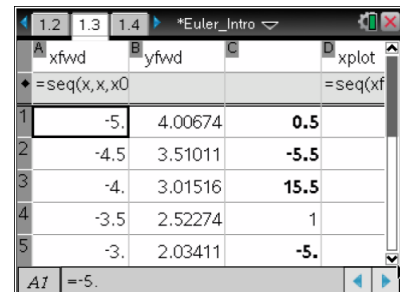 1.2 1.3 1.4 *Euler_Intro
A xfwd B yfwd C D xplot
=seq(x,x,x0 =seq(xf
1 -5. 4.00674 0.5
2 -4.5 3.51011 -5.5
3 -4. 3.01516 15.5
4 -3.5 2.52274 1
5 -3. 2.03411 -5.
A1 =-5.